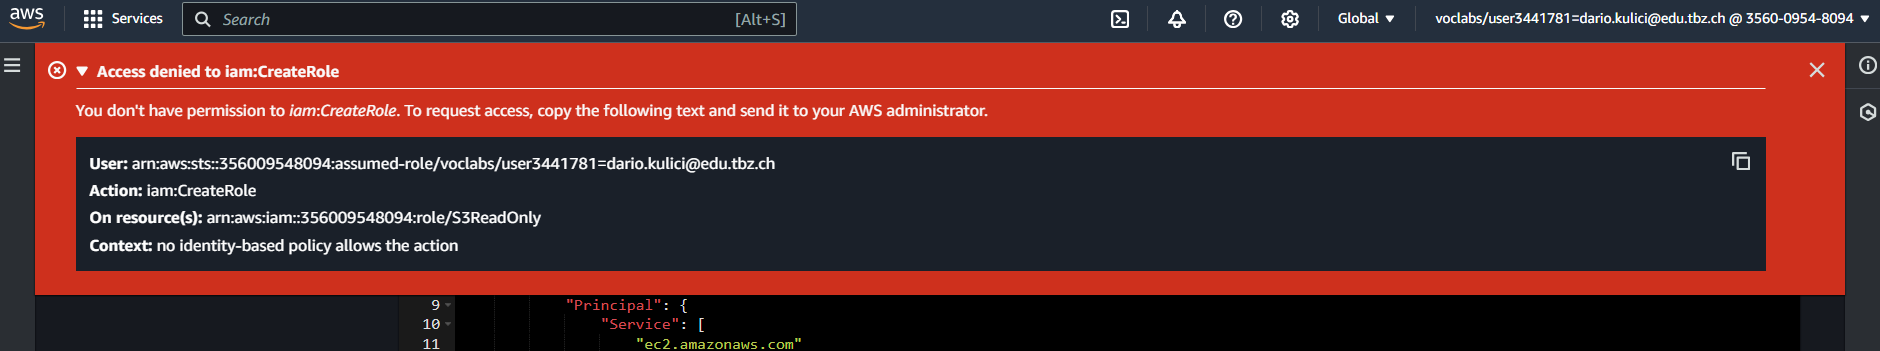 aws Services Search [Alt+S] Global voclabs/user3441781=dario.kulici@edu.tbz.ch @ 3560-0954-8094
Access denied to iam:CreateRole
You don't have permission to iam:CreateRole. To request access, copy the following text and send it to your AWS administrator.
User: arn:aws:sts::356009548094:assumed-role/voclabs/user3441781=dario.kulici@edu.tbz.ch
Action: iam:CreateRole
On resource(s): arn:aws:iam::356009548094:role/S3ReadOnly
Context: no identity-based policy allows the action
9 "Principal": {
10 "Service": [
11 "ec2.amazonaws.com"